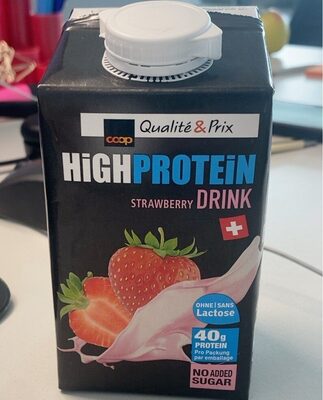 coop Qualité & Prix
HiGHPROTEiN
STRAWBERRY DRINK
OHNE | SANS
Lactose
40g
PROTEIN
Pro Packung
par emballage
NO ADDED
SUGAR